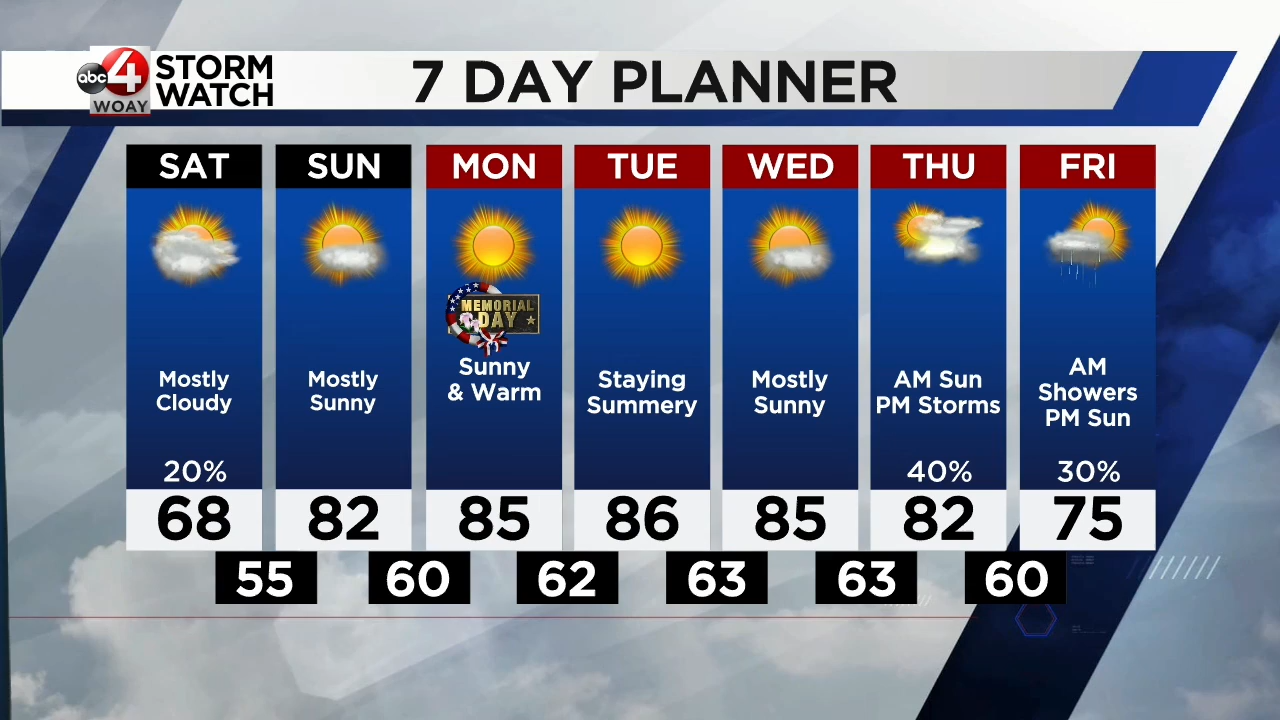 abc 4
WOAY
STORM
WATCH
7 DAY PLANNER
SAT
Mostly
Cloudy
20%
68
SUN
Mostly
Sunny
82
MON
MEMORIAL
DAY
Sunny
& Warm
85
TUE
Staying
Summery
86
WED
Mostly
Sunny
85
THU
AM Sun
PM Storms
40%
82
FRI
AM
Showers
PM Sun
30%
75
55
60
62
63
63
60